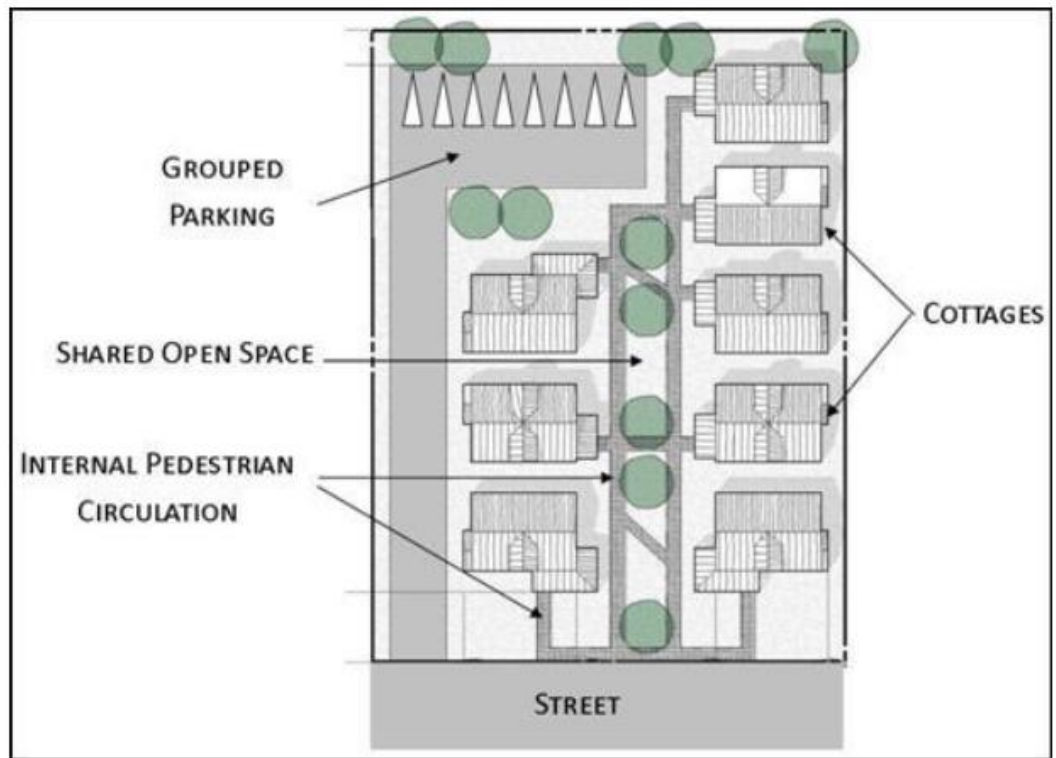 GROUPED
PARKING
COTTAGES
SHARED OPEN SPACE
INTERNAL PEDESTRIAN
CIRCULATION
STREET